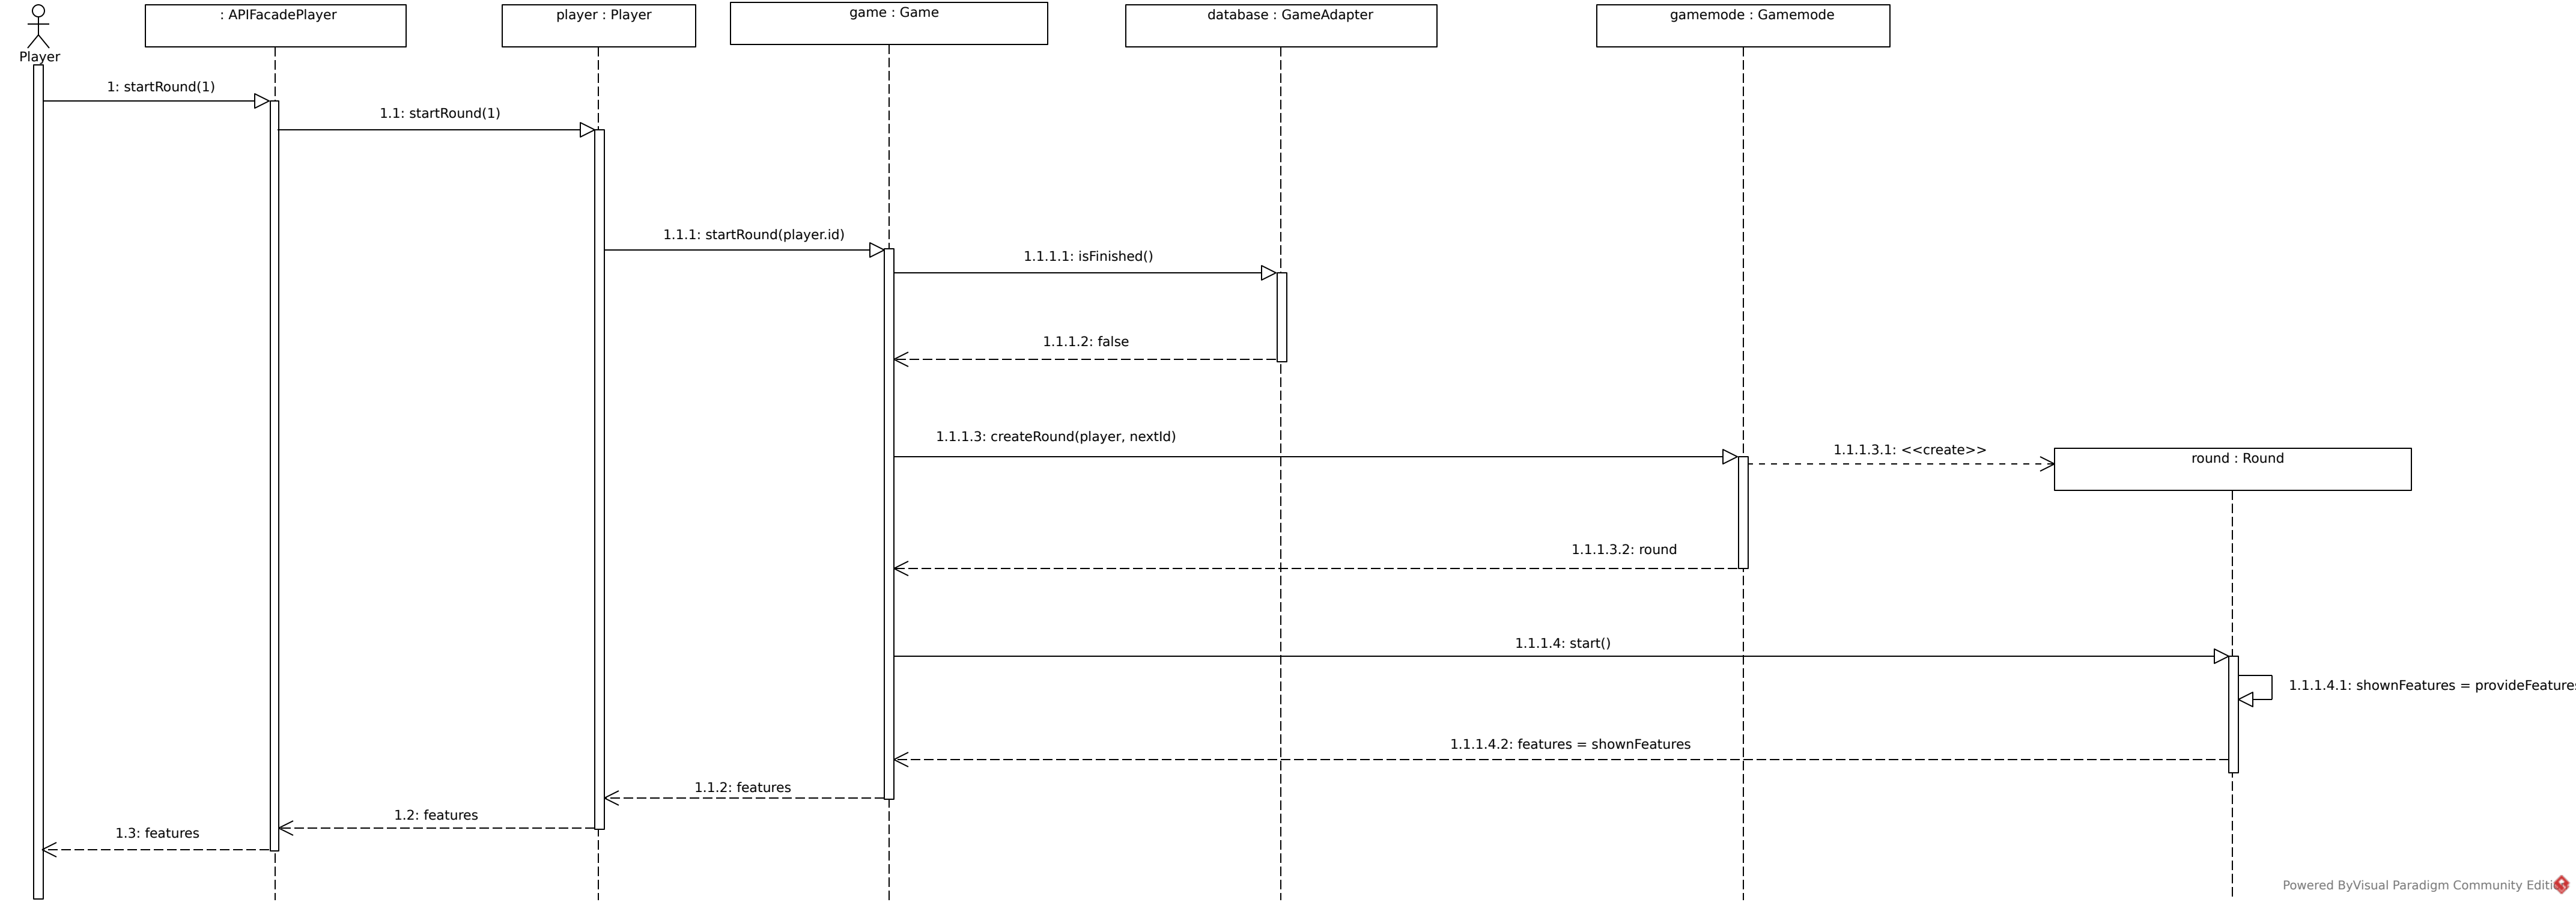 : APIFacadePlayer
player : Player
game : Game
database : GameAdapter
gamemode : Gamemode
Player
1: startRound(1)
1.1: startRound(1)
1.1.1: startRound(player.id)
1.1.1.1: isFinished()
1.1.1.2: false
1.1.1.3: createRound(player, nextId)
1.1.1.3.1: <<create>>
round : Round
1.1.1.3.2: round
1.1.1.4: start()
1.1.1.4.1: shownFeatures = provideFeatures
1.1.1.4.2: features = shownFeatures
1.1.2: features
1.2: features
1.3: features
Powered ByVisual Paradigm Community Edition